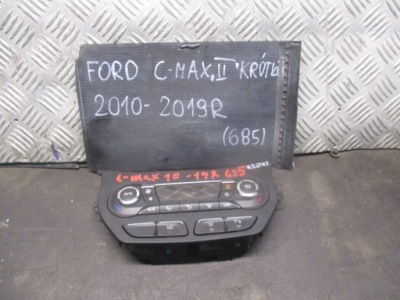 FORD C-MAX II "KRÓTKI
2010-2019R
(685)
C-MAX 10 -19R 685